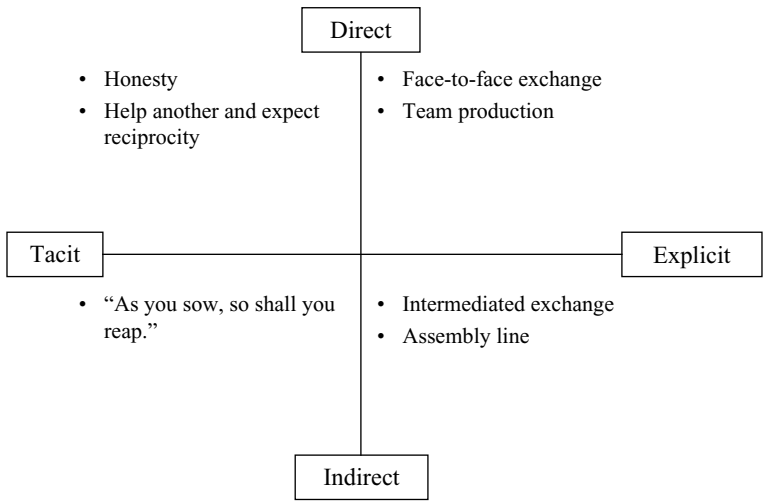 Direct
• Honesty
• Help another and expect
reciprocity
• Face-to-face exchange
• Team production
Tacit
Explicit
• “As you sow, so shall you
reap.”
• Intermediated exchange
• Assembly line
Indirect